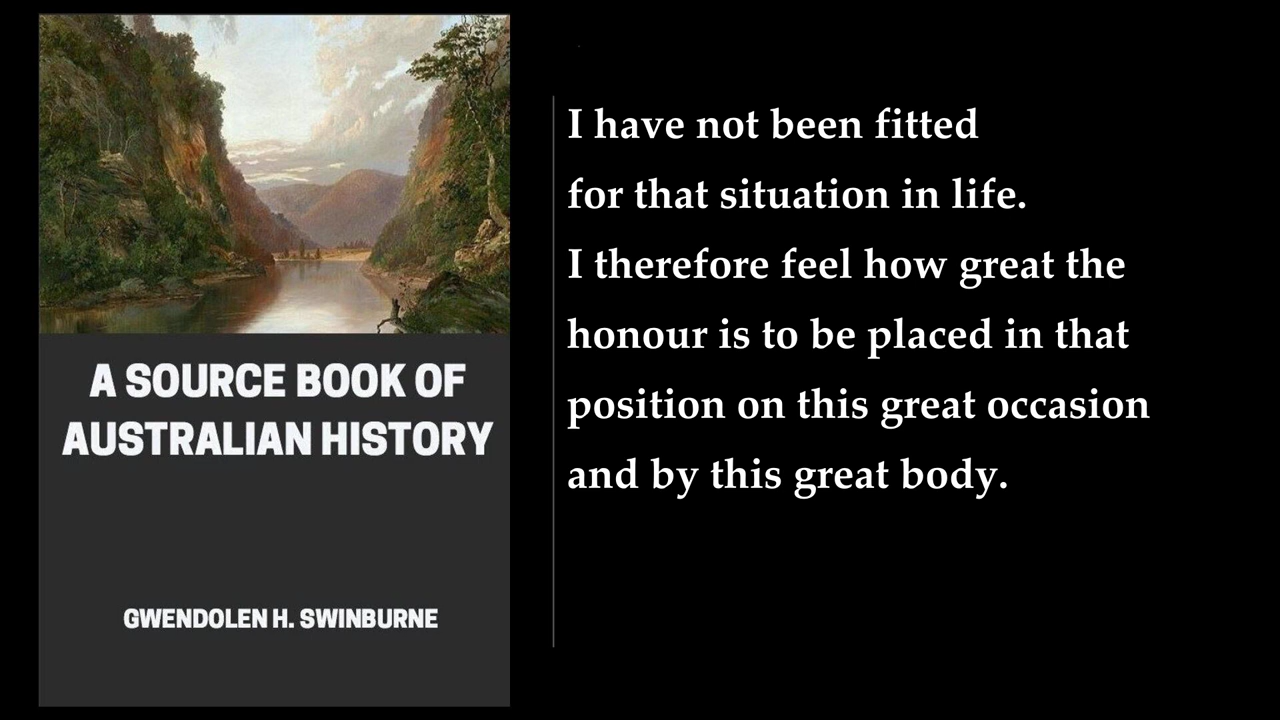 A SOURCE BOOK OF
AUSTRALIAN HISTORY
GWENDOLEN H. SWINBURNE
I have not been fitted
for that situation in life.
I therefore feel how great the
honour is to be placed in that
position on this great occasion
and by this great body.